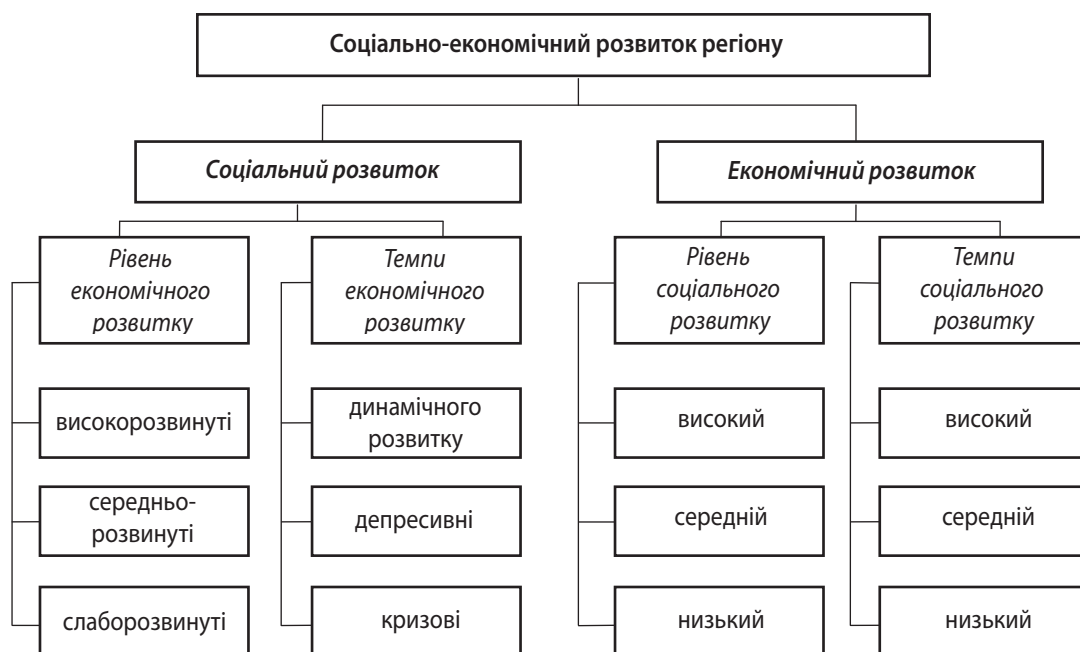 Соціально-економічний розвиток регіону
Соціальний розвиток
Економічний розвиток
Рівень
економічного
розвитку
Темпи
економічного
розвитку
Рівень
соціального
розвитку
Темпи
соціального
розвитку
високорозвинуті
динамічного
розвитку
високий
високий
середньо-
розвинуті
депресивні
середній
середній
слаборозвинуті
кризові
низький
низький